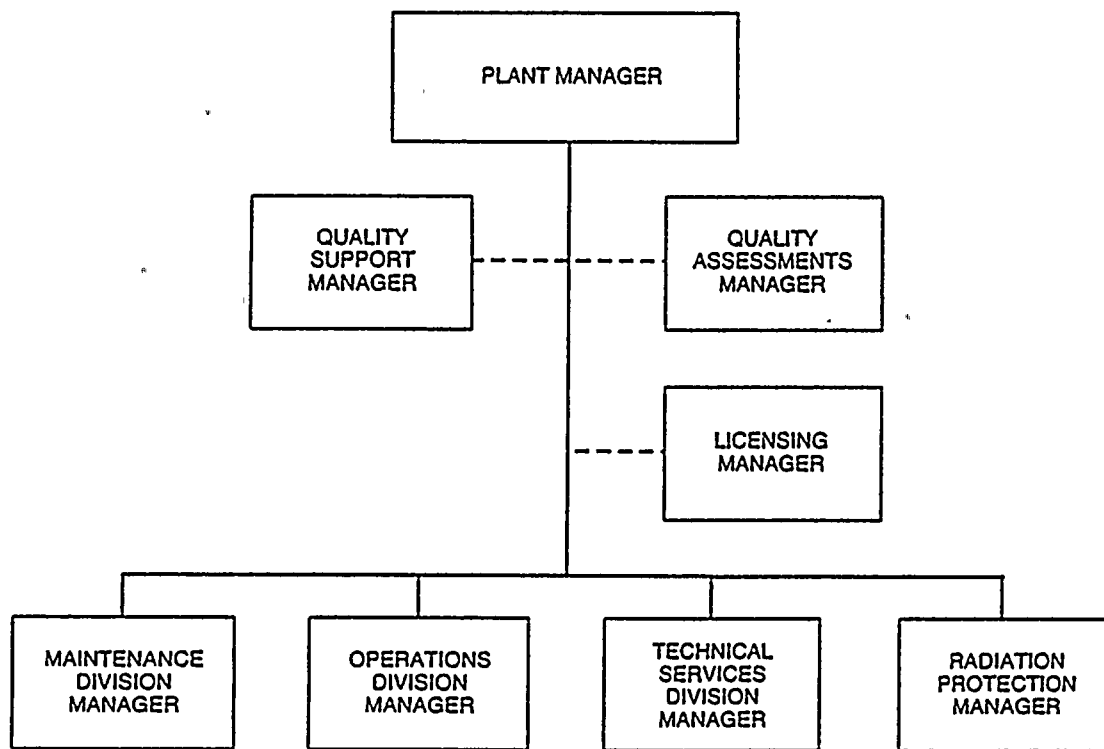 PLANT MANAGER
QUALITY
SUPPORT
MANAGER
QUALITY
ASSESSMENTS
MANAGER
LICENSING
MANAGER
MAINTENANCE
DIVISION
MANAGER
OPERATIONS
DIVISION
MANAGER
TECHNICAL
SERVICES
DIVISION
MANAGER
RADIATION
PROTECTION
MANAGER